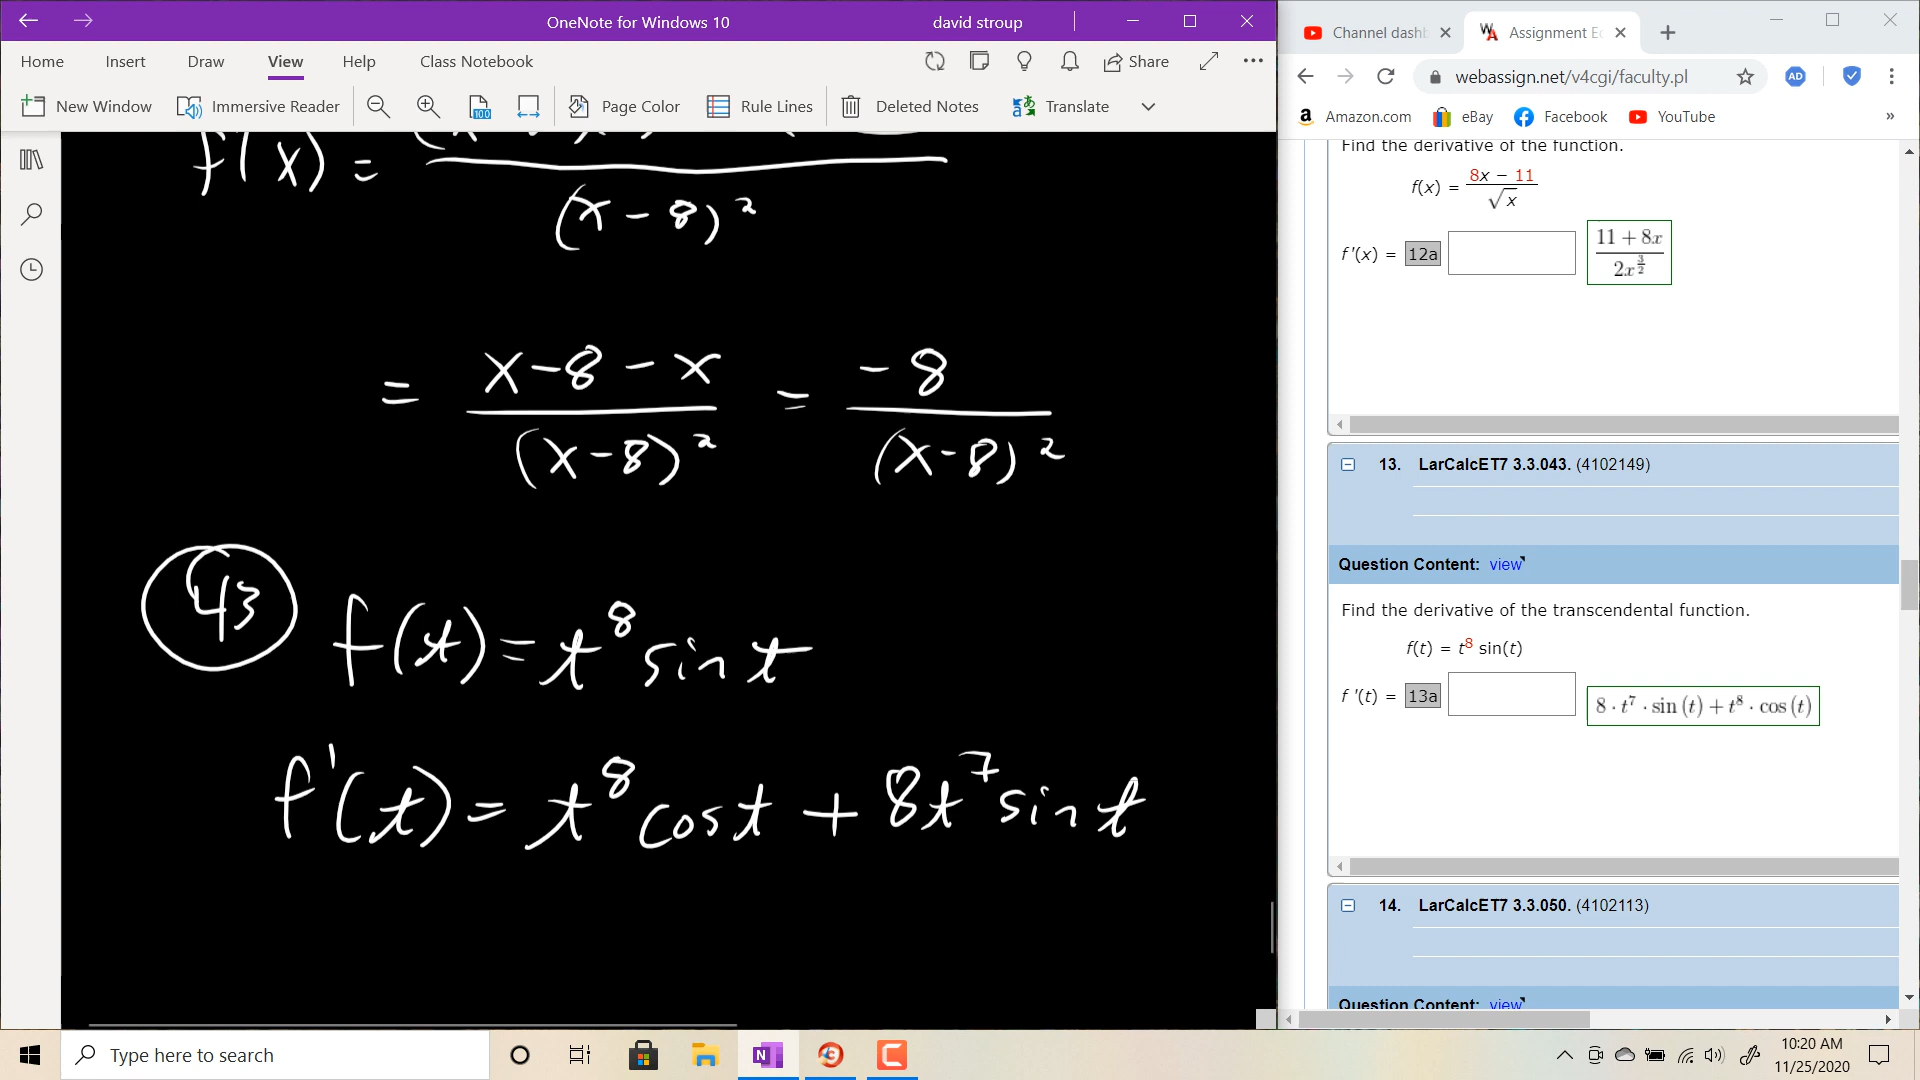 OneNote for Windows 10
david stroup
Home Insert Draw View Help Class Notebook Share
New Window Immersive Reader Page Color Rule Lines Deleted Notes Translate
f'(x) =
(x-8)²
= x-8-x / (x-8)² = -8 / (x-8)²
43 f(t) = t⁸ sin t
f'(t) = t⁸ cos t + 8t⁷ sin t
Channel dashb
Assignment Ed
webassign.net/v4cgi/faculty.pl
Amazon.com eBay Facebook YouTube »
Find the derivative of the function.
f(x) = 8x − 11 / √x
f'(x) = 12a 11 + 8x / 2x^(3/2)
13. LarCalcET7 3.3.043. (4102149)
Question Content: view
Find the derivative of the transcendental function.
f(t) = t⁸ sin(t)
f '(t) = 13a 8 · t⁷ · sin (t) + t⁸ · cos (t)
14. LarCalcET7 3.3.050. (4102113)
Question Content: view
Type here to search
10:20 AM
11/25/2020